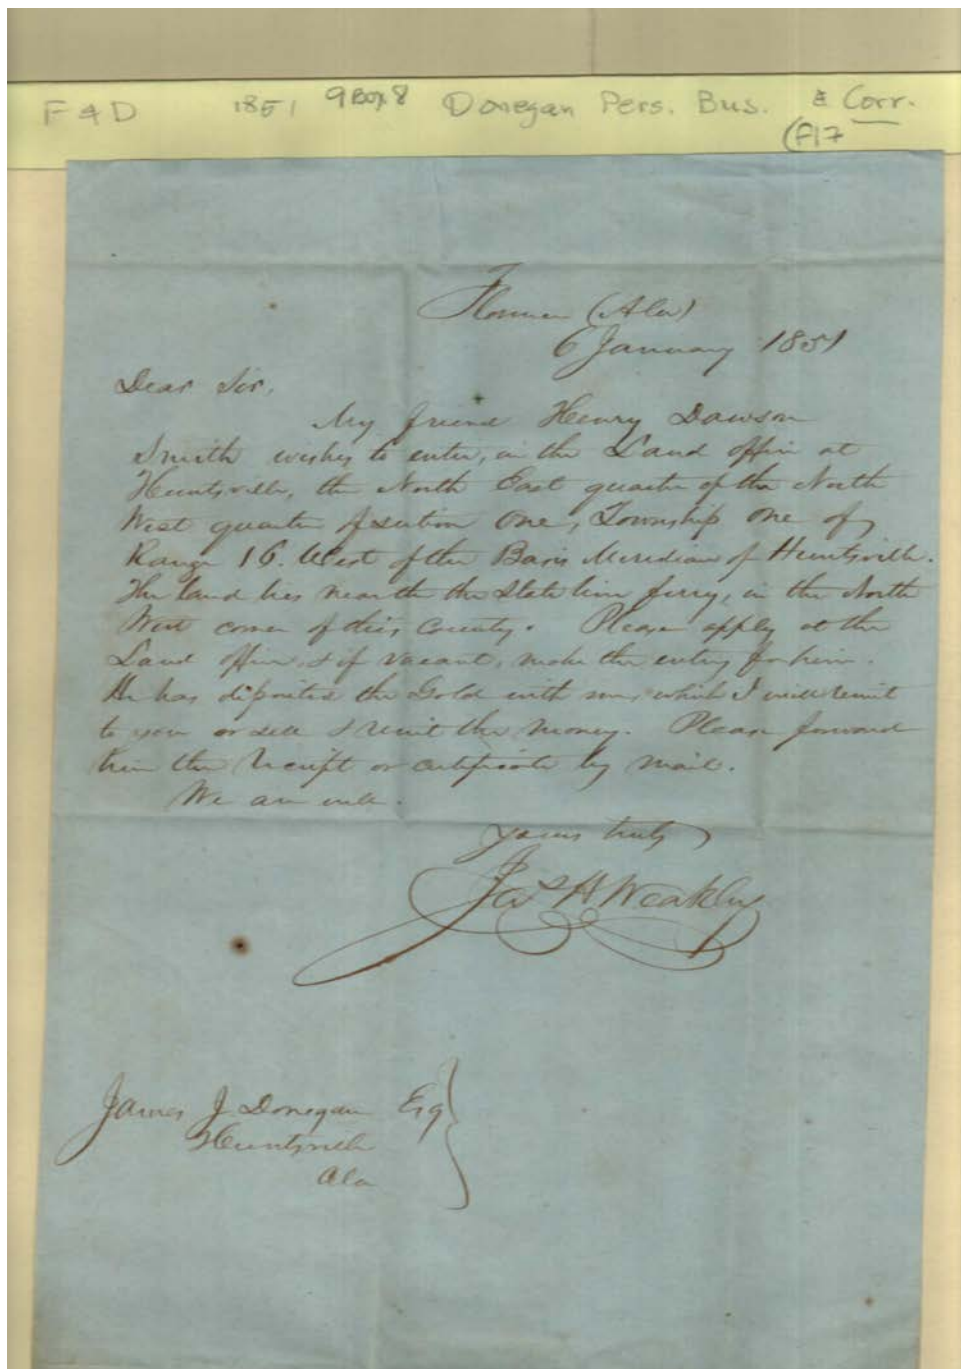 F & D 1851 9 Box 8 Donegan Pers. Bus. & Corr.
(F17
Florence (Ala)
6 January 1851
Dear Sir,
My friend Henry Dawson
Smith wishes to enter, in the Land office at
Huntsville, the North East quarter of the North
West quarter of section One, Township one of
Range 16. West of the Basis Meridian of Huntsville.
The land lies near the the State line ferry, in the North
West corner of this County. Please apply at the
Land office, & if vacant, make the entry for him.
He has deposited the Gold with me, which I will remit
to you or sell & remit the money. Please forward
him the receipt or certificate by mail.
We are well.
Yours truly
Jas H Weakley
James J Donegan Esq
Huntsville
Ala